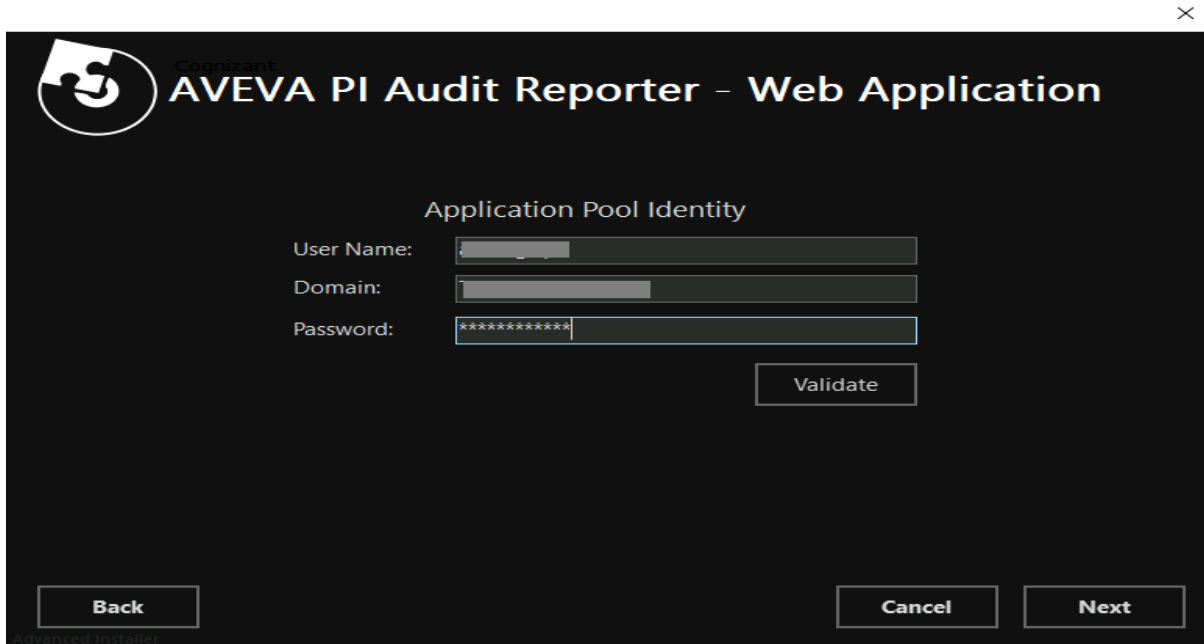 Cognizant
AVEVA PI Audit Reporter - Web Application
Application Pool Identity
User Name:
Domain:
Password: ************
Validate
Back Cancel Next
Advanced Installer